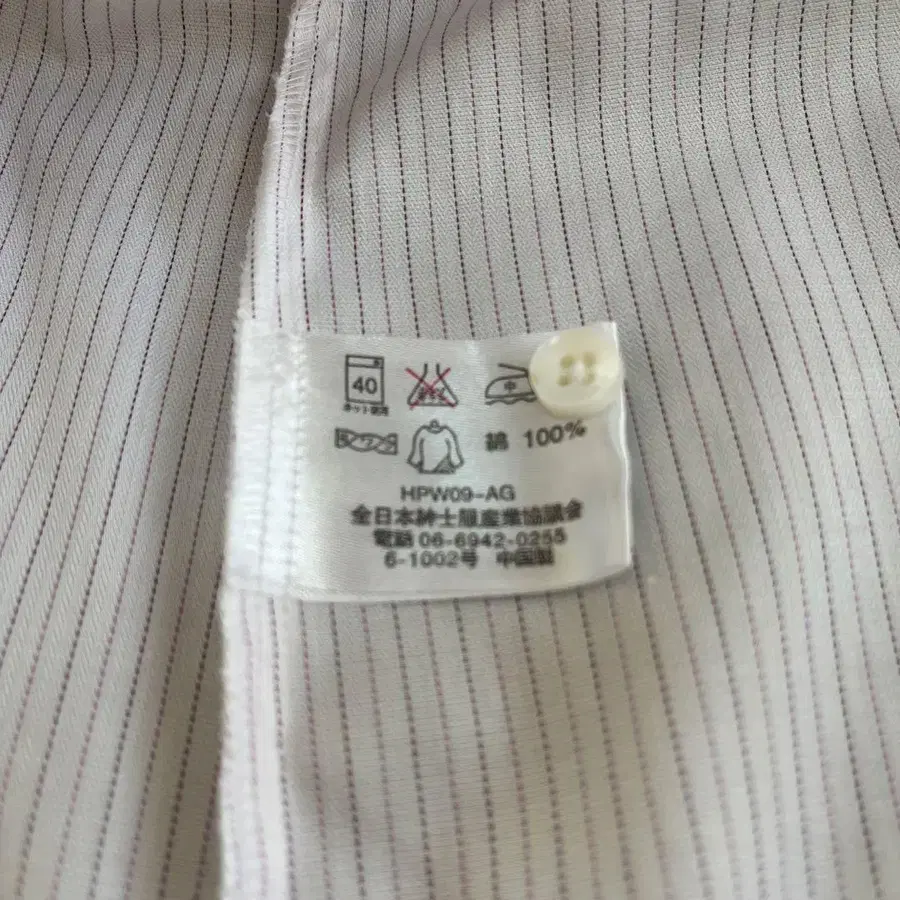 40 中
ネット使用
綿 100%
HPW09-AG
全日本紳士服産業協議会
電話 06-6942-0255
6-1002号 中国製